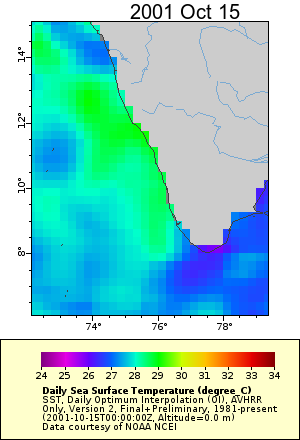 2001 Oct 15
14°
12°
10°
8°
74° 76° 78°
24 25 26 27 28 29 30 31 32 33 34
Daily Sea Surface Temperature (degree_C)
SST, Daily Optimum Interpolation (OI), AVHRR
Only, Version 2, Final+Preliminary, 1981-present
(2001-10-15T00:00:00Z, Altitude=0.0 m)
Data courtesy of NOAA NCEI